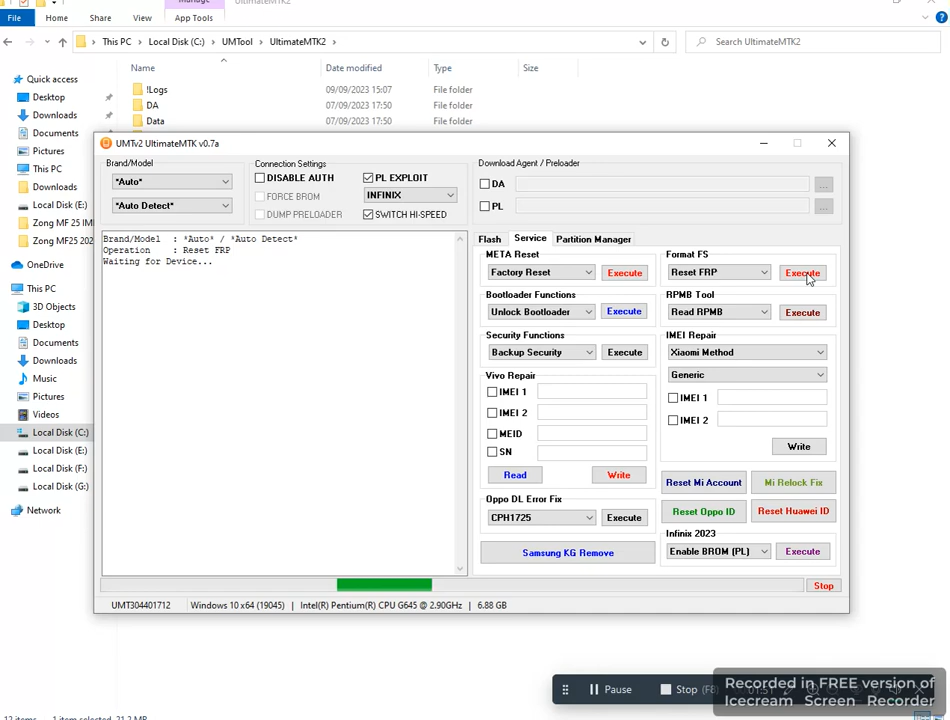 Manage
UltimateMTK2
File
Home
Share
View
App Tools
This PC > Local Disk (C:) > UMTool > UltimateMTK2 >
Search UltimateMTK2
Name
Date modified
Type
Size
!Logs
09/09/2023 15:07
File folder
DA
07/09/2023 17:50
File folder
Data
07/09/2023 17:50
File folder
Quick access
Desktop
Downloads
Documents
Pictures
This PC
Downloads
Local Disk (E:)
Zong MF 25 IM
Zong MF25 202
OneDrive
This PC
3D Objects
Desktop
Documents
Downloads
Music
Pictures
Videos
Local Disk (C:)
Local Disk (E:)
Local Disk (F:)
Local Disk (G:)
Network
UMTv2 UltimateMTK v0.7a
Brand/Model
*Auto*
*Auto Detect*
Connection Settings
DISABLE AUTH
PL EXPLOIT
FORCE BROM
INFINIX
DUMP PRELOADER
SWITCH HI-SPEED
Download Agent / Preloader
DA
...
PL
...
Brand/Model : *Auto* / *Auto Detect*
Operation : Reset FRP
Waiting for Device...
Flash
Service
Partition Manager
META Reset
Factory Reset
Execute
Bootloader Functions
Unlock Bootloader
Execute
Security Functions
Backup Security
Execute
Vivo Repair
IMEI 1
IMEI 2
MEID
SN
Read
Write
Oppo DL Error Fix
CPH1725
Execute
Samsung KG Remove
Format FS
Reset FRP
Execute
RPMB Tool
Read RPMB
Execute
IMEI Repair
Xiaomi Method
Generic
IMEI 1
IMEI 2
Write
Reset Mi Account
Mi Relock Fix
Reset Oppo ID
Reset Huawei ID
Infinix 2023
Enable BROM (PL)
Execute
Stop
UMT304401712
Windows 10 x64 (19045) | Intel(R) Pentium(R) CPU G645 @ 2.90GHz | 6.88 GB
Pause
Stop (F8)
Recorded in FREE version of
Icecream Screen Recorder
12 items
1 item selected 21.2 MB